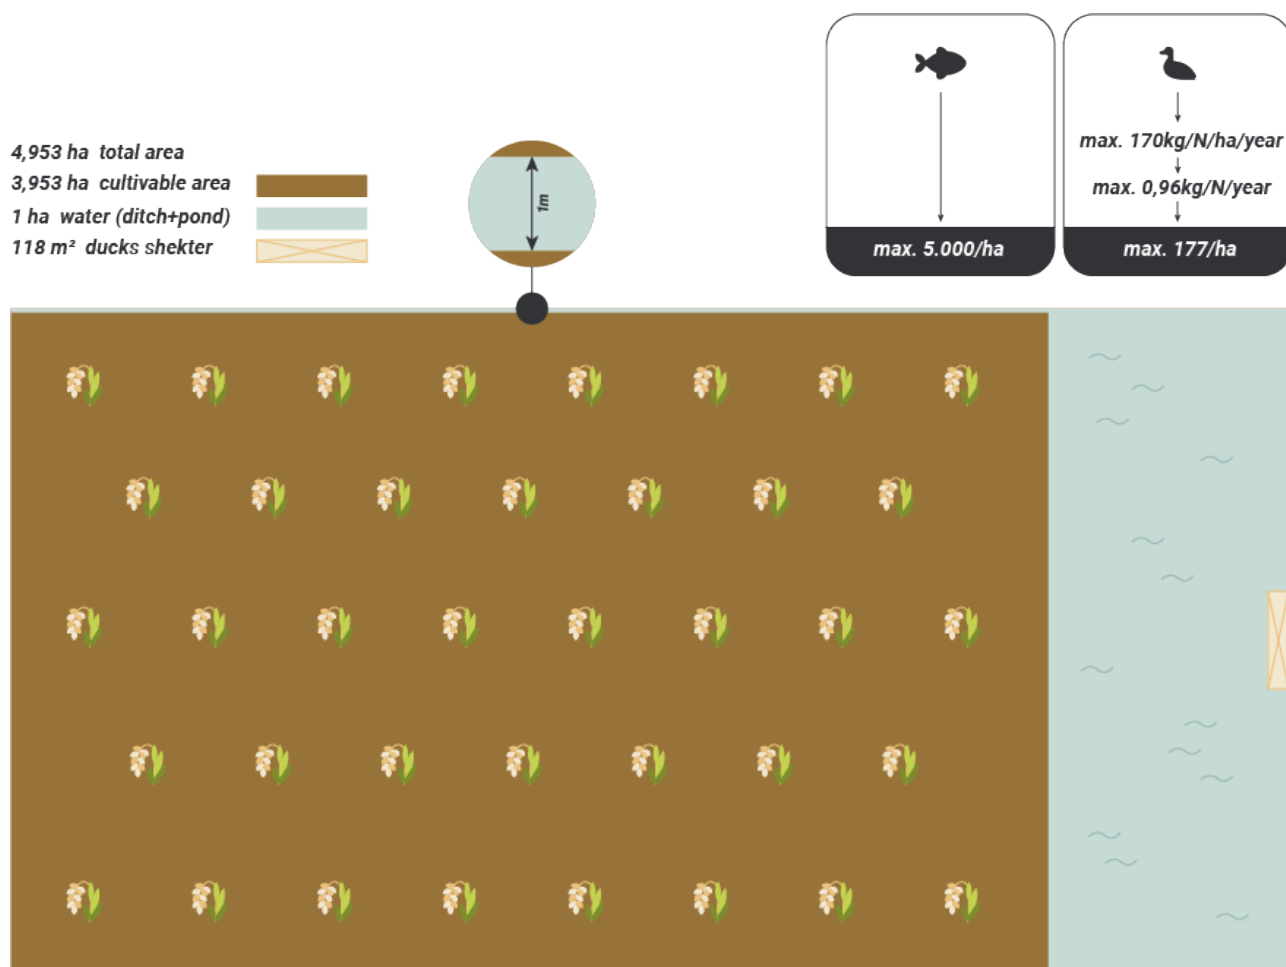 4,953 ha total area
3,953 ha cultivable area
1 ha water (ditch+pond)
118 m² ducks shekter
1m
max. 5.000/ha
max. 170kg/N/ha/year
max. 0,96kg/N/year
max. 177/ha